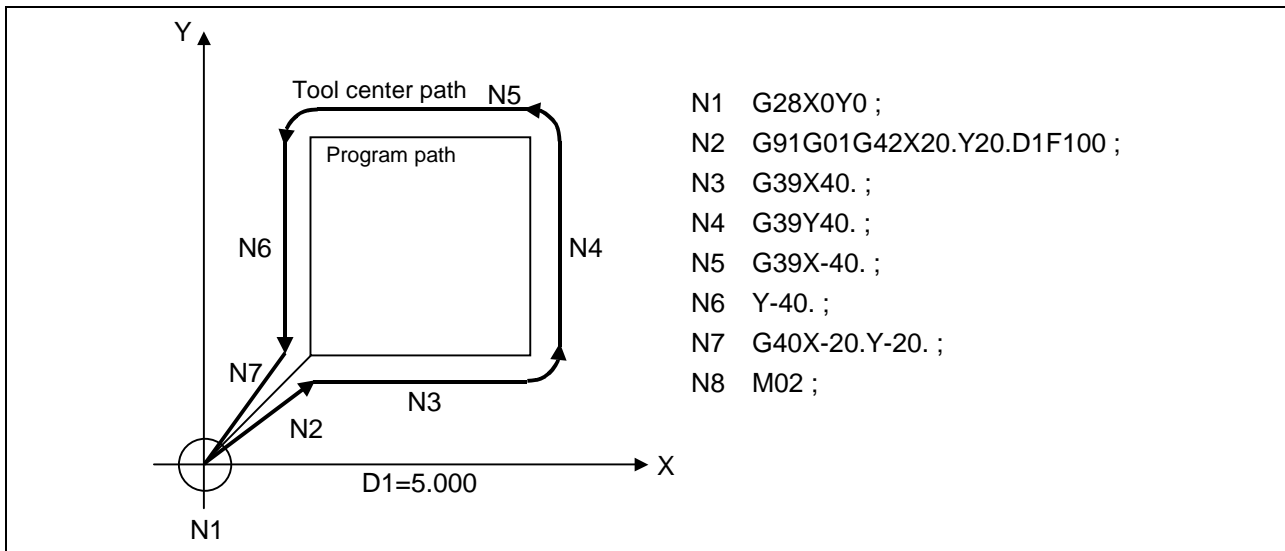 Y
Tool center path
N5
Program path
N6
N4
N7
N3
N2
X
D1=5.000
N1
N1 G28X0Y0 ;
N2 G91G01G42X20.Y20.D1F100 ;
N3 G39X40. ;
N4 G39Y40. ;
N5 G39X-40. ;
N6 Y-40. ;
N7 G40X-20.Y-20. ;
N8 M02 ;